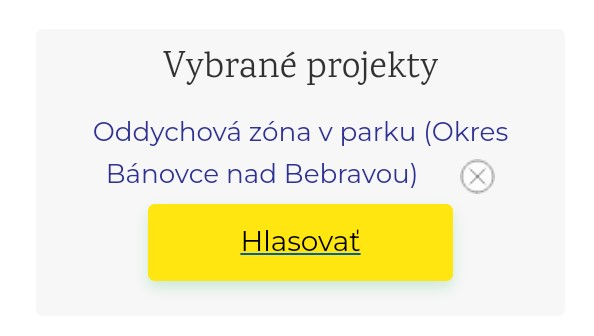 Vybrané projekty
Oddychová zóna v parku (Okres
Bánovce nad Bebravou)
Hlasovať